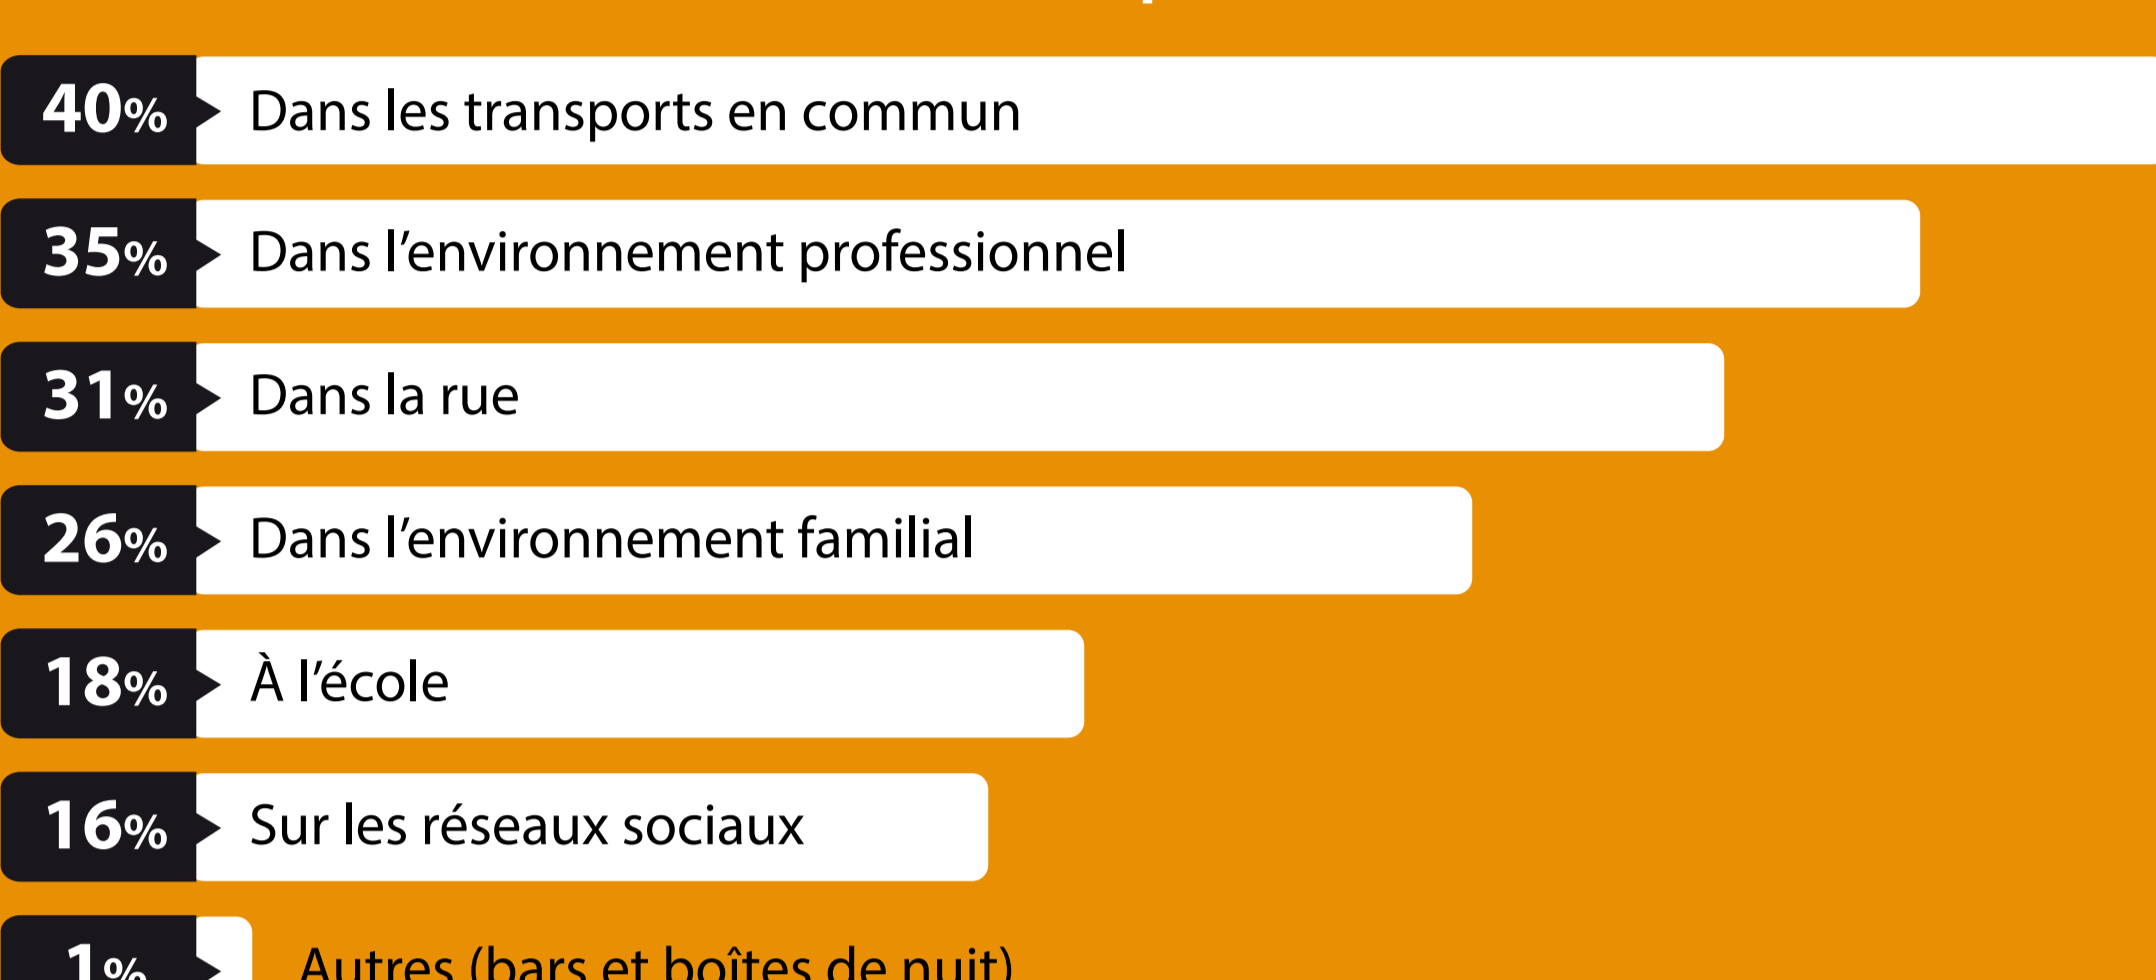 40% Dans les transports en commun
35% Dans l’environnement professionnel
31% Dans la rue
26% Dans l’environnement familial
18% À l’école
16% Sur les réseaux sociaux
1% Autres (bars et boîtes de nuit)